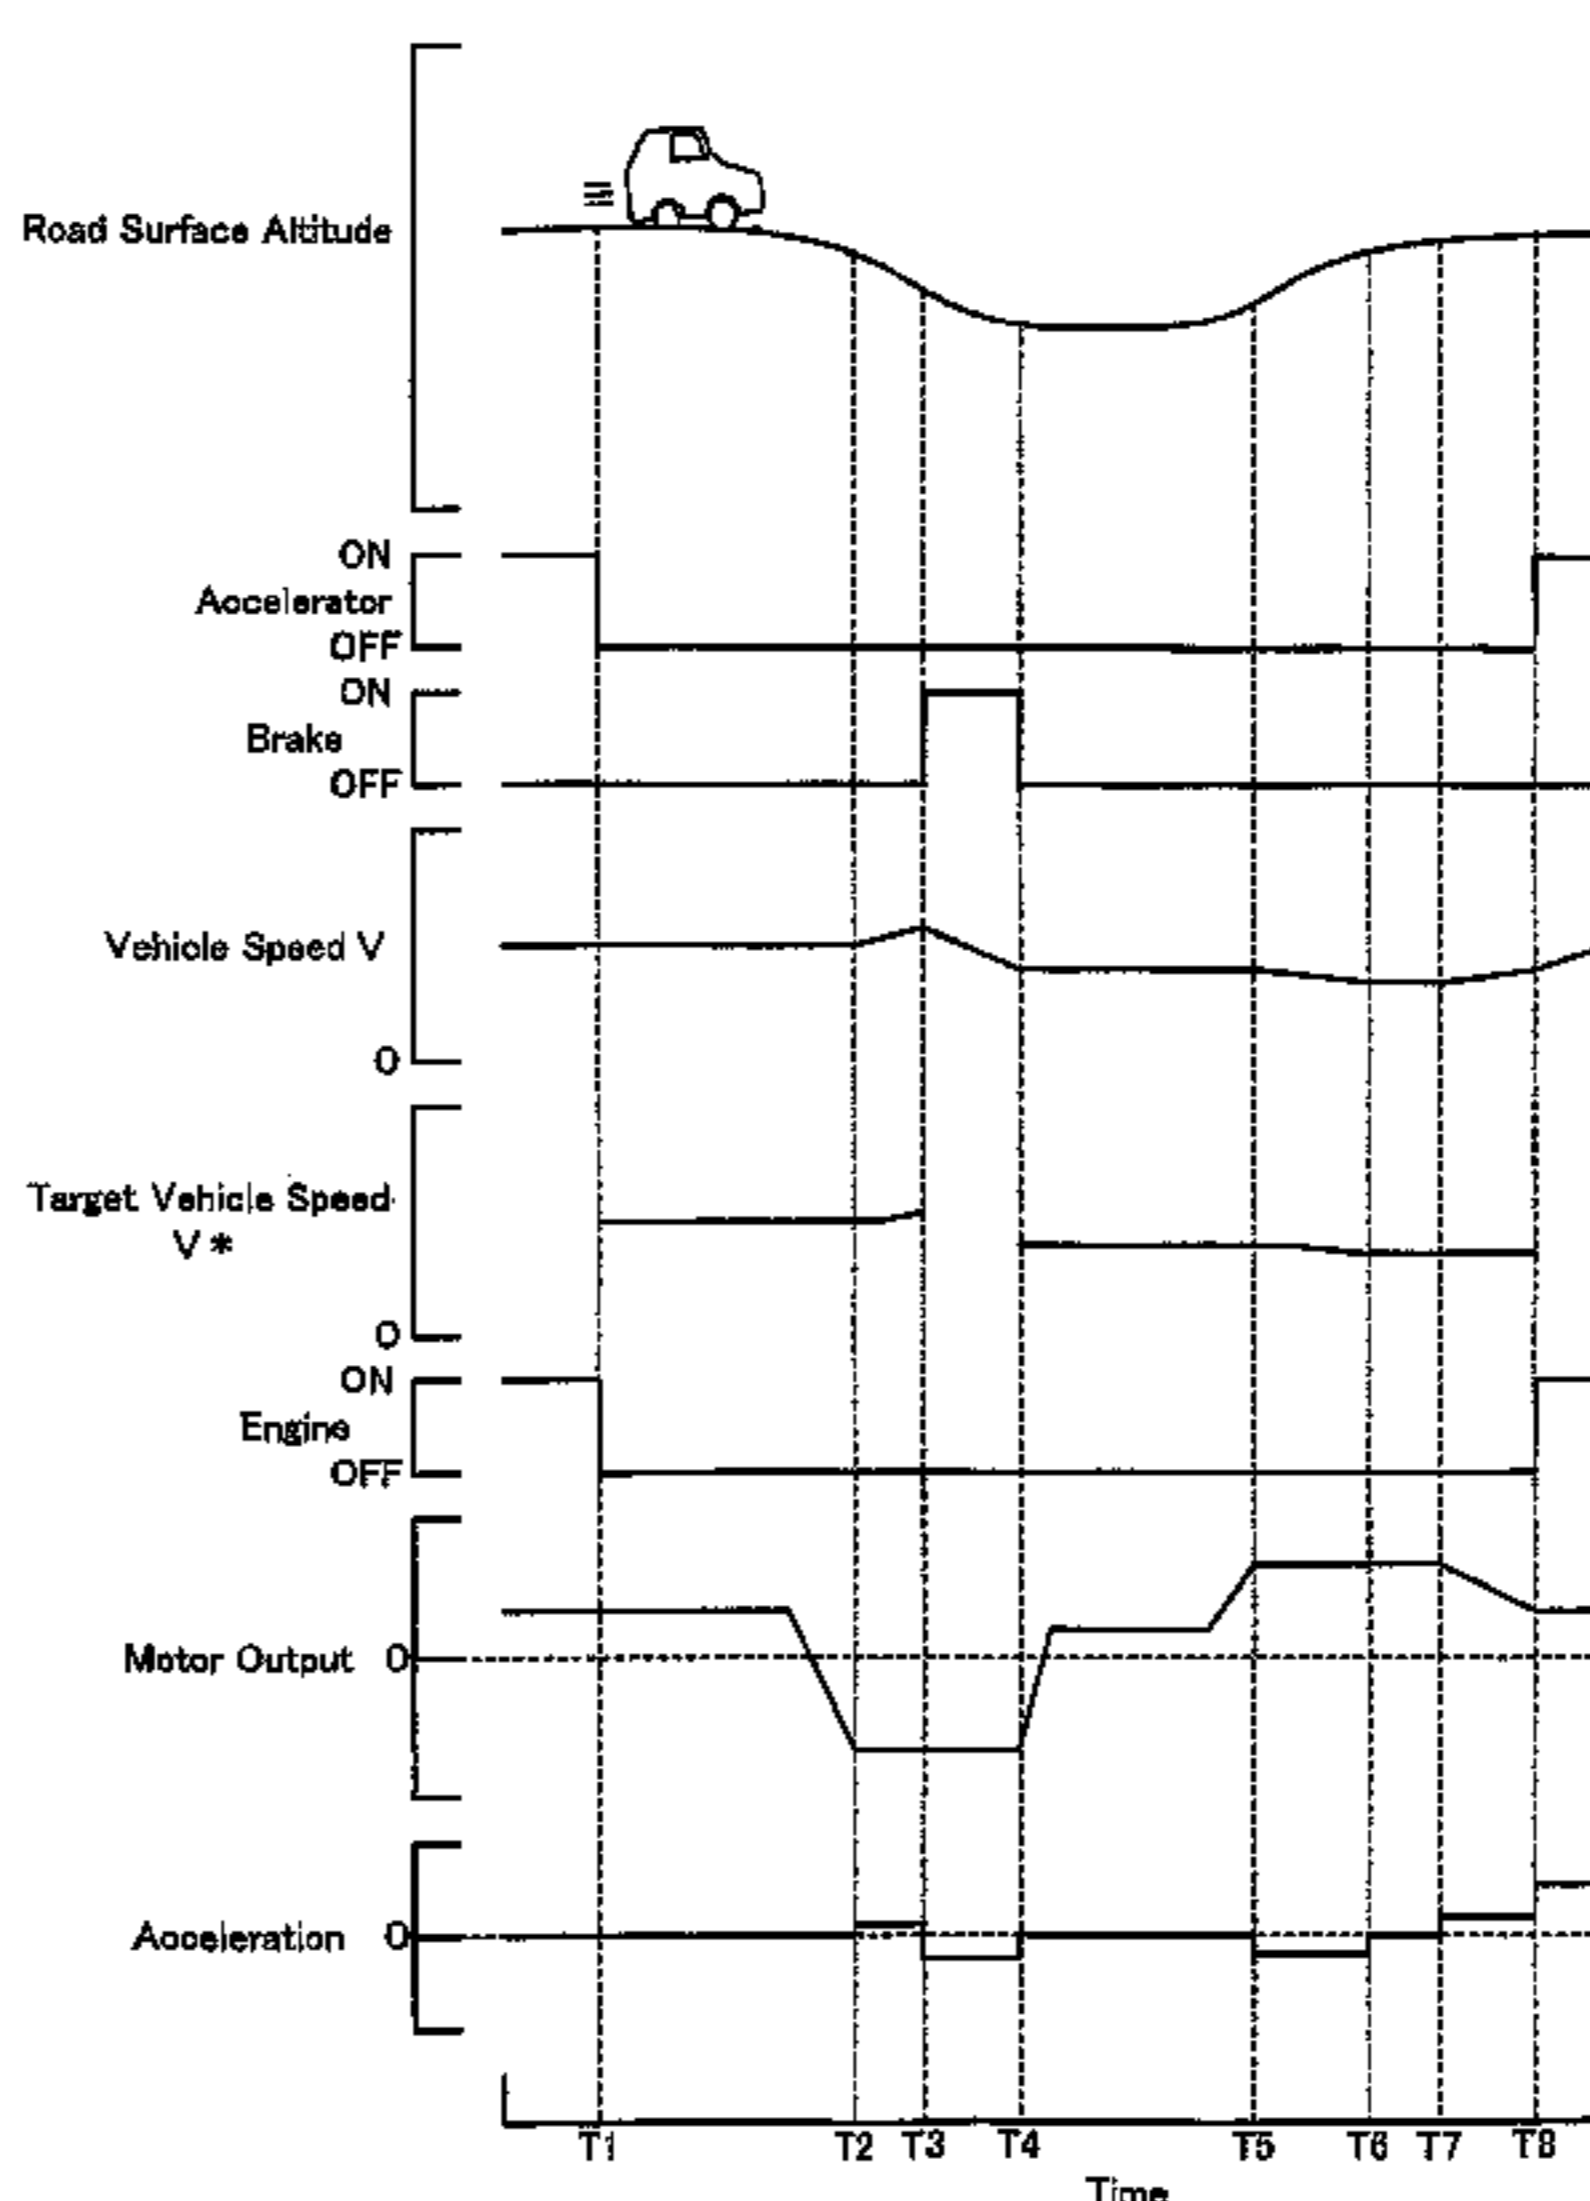 Road Surface Altitude
ON
Accelerator
OFF
ON
Brake
OFF
Vehicle Speed V
0
Target Vehicle Speed
V *
0
ON
Engine
OFF
Motor Output 0
Acceleration 0
T1 T2 T3 T4 T5 T6 T7 T8
Time